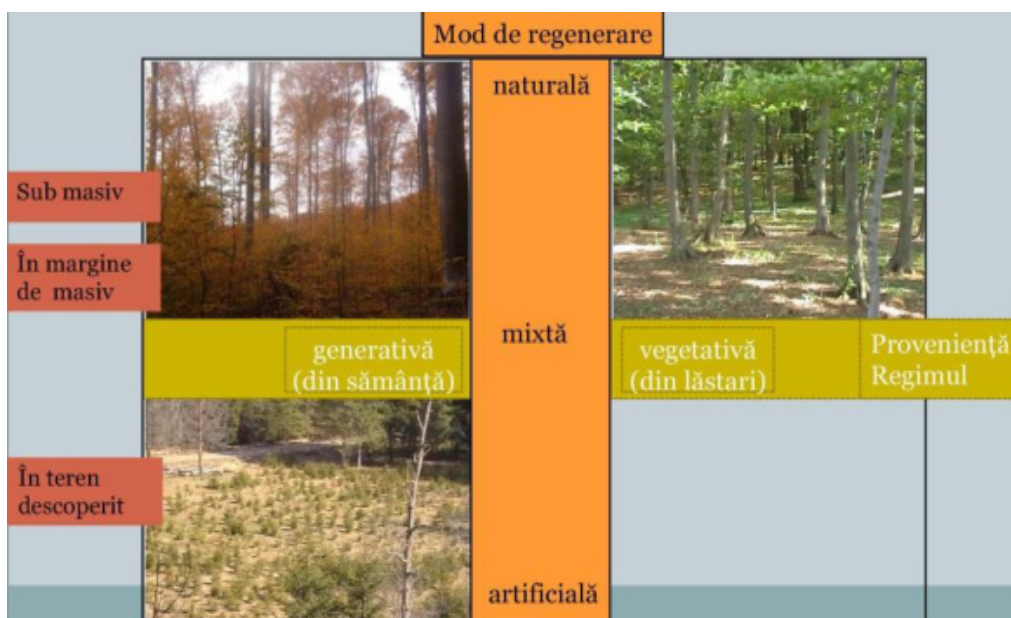 Mod de regenerare
naturală
Sub masiv
În margine
de masiv
generativă
(din sămânţă)
mixtă
vegetativă
(din lăstari)
Provenienţă
Regimul
În teren
descoperit
artificială